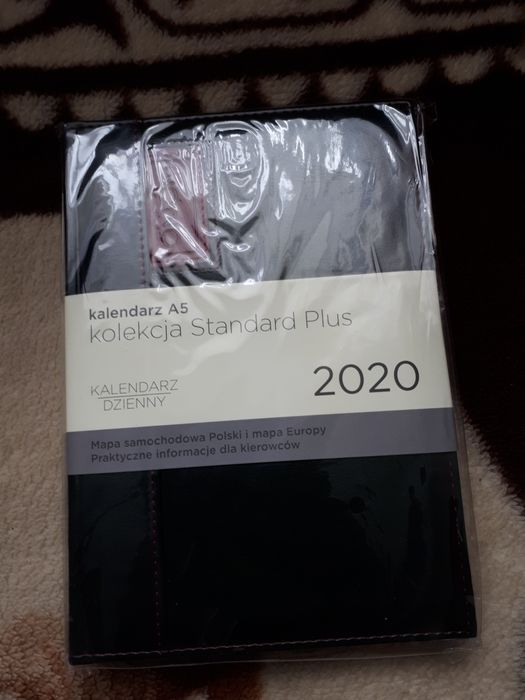 kalendarz A5
kolekcja Standard Plus
KALENDARZ
DZIENNY
2020
Mapa samochodowa Polski i mapa Europy
Praktyczne informacje dla kierowców